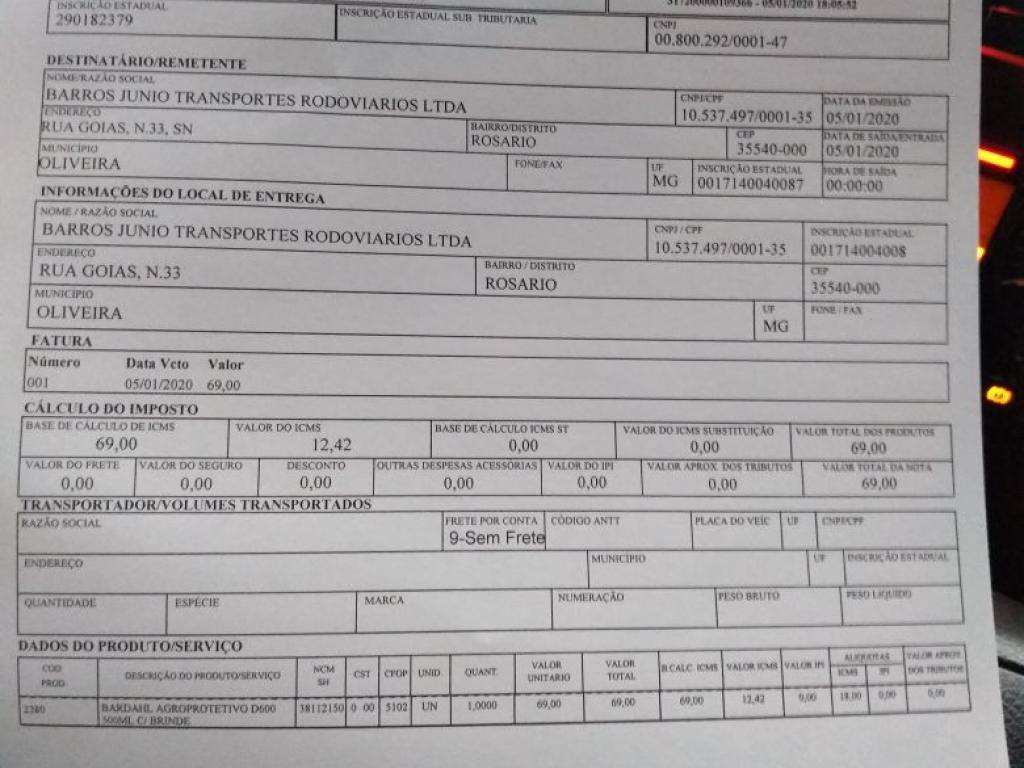 INSCRIÇÃO ESTADUAL
290182379
INSCRIÇÃO ESTADUAL SUB. TRIBUTARIA
- 05/01/2020 18:05:52
CNPJ
00.800.292/0001-47
DESTINATÁRIO/REMETENTE
NOME/RAZÃO SOCIAL
BARROS JUNIO TRANSPORTES RODOVIARIOS LTDA
CNPJ/CPF
10.537.497/0001-35
DATA DA EMISSÃO
05/01/2020
ENDEREÇO
RUA GOIAS, N.33, SN
BAIRRO/DISTRITO
ROSARIO
CEP
35540-000
DATA DE SAÍDA/ENTRADA
05/01/2020
MUNICÍPIO
OLIVEIRA
FONE/FAX
UF
MG
INSCRIÇÃO ESTADUAL
0017140040087
HORA DE SAÍDA
00:00:00
INFORMAÇÕES DO LOCAL DE ENTREGA
NOME / RAZÃO SOCIAL
BARROS JUNIO TRANSPORTES RODOVIARIOS LTDA
CNPJ / CPF
10.537.497/0001-35
INSCRIÇÃO ESTADUAL
001714004008
ENDEREÇO
RUA GOIAS, N.33
BAIRRO / DISTRITO
ROSARIO
CEP
35540-000
MUNICÍPIO
OLIVEIRA
UF
MG
FONE / FAX
FATURA
Número Data Vcto Valor
001 05/01/2020 69,00
CÁLCULO DO IMPOSTO
BASE DE CÁLCULO DE ICMS
69,00
VALOR DO ICMS
12,42
BASE DE CÁLCULO ICMS ST
0,00
VALOR DO ICMS SUBSTITUIÇÃO
0,00
VALOR TOTAL DOS PRODUTOS
69,00
VALOR DO FRETE
0,00
VALOR DO SEGURO
0,00
DESCONTO
0,00
OUTRAS DESPESAS ACESSÓRIAS
0,00
VALOR DO IPI
0,00
VALOR APROX. DOS TRIBUTOS
0,00
VALOR TOTAL DA NOTA
69,00
TRANSPORTADOR/VOLUMES TRANSPORTADOS
RAZÃO SOCIAL
FRETE POR CONTA
9-Sem Frete
CÓDIGO ANTT
PLACA DO VEÍC
UF
CNPJ/CPF
ENDEREÇO
MUNICÍPIO
UF
INSCRIÇÃO ESTADUAL
QUANTIDADE
ESPÉCIE
MARCA
NUMERAÇÃO
PESO BRUTO
PESO LIQUIDO
DADOS DO PRODUTO/SERVIÇO
COD
PROD.
DESCRIÇÃO DO PRODUTO/SERVIÇO
NCM
SH
CST
CFOP
UNID.
QUANT.
VALOR
UNITARIO
VALOR
TOTAL
B.CALC. ICMS
VALOR ICMS
VALOR IPI
ALIQUOTAS
ICMS
IPI
VALOR APROX.
DOS TRIBUTOS
2280
BARDAHL AGROPROTETIVO D600
500ML C/ BRINDE
38112150
0 00
5102
UN
1,0000
69,00
69,00
69,00
12,42
0,00
18,00
0,00
0,00